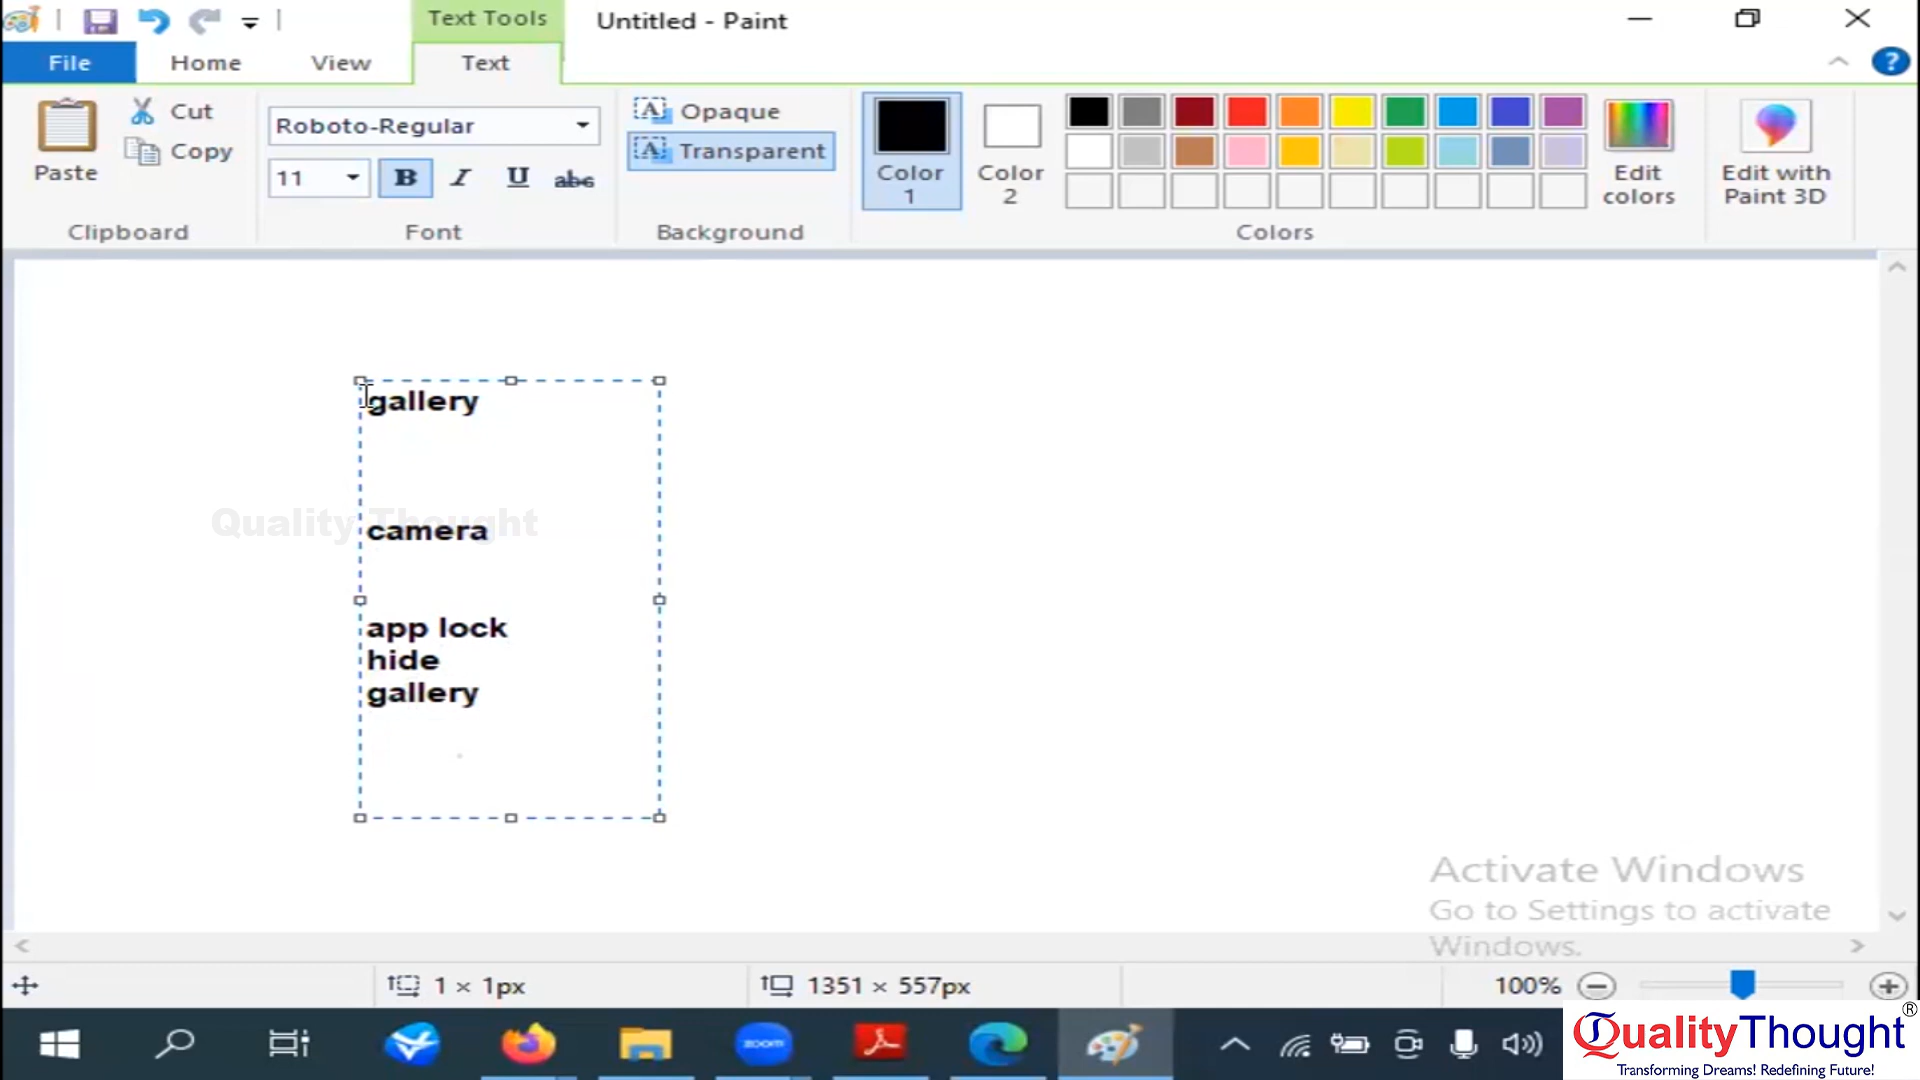 Text Tools
Untitled - Paint
File
Home
View
Text
Paste
Cut
Copy
Clipboard
Roboto-Regular
11
B
I
U
abc
Font
Opaque
Transparent
Background
Color
1
Color
2
Colors
Edit
colors
Edit with
Paint 3D
gallery
Quality Thought
camera
app lock
hide
gallery
Activate Windows
Go to Settings to activate
Windows.
1 × 1px
1351 × 557px
100%
zoom
QualityThought®
Transforming Dreams! Redefining Future!